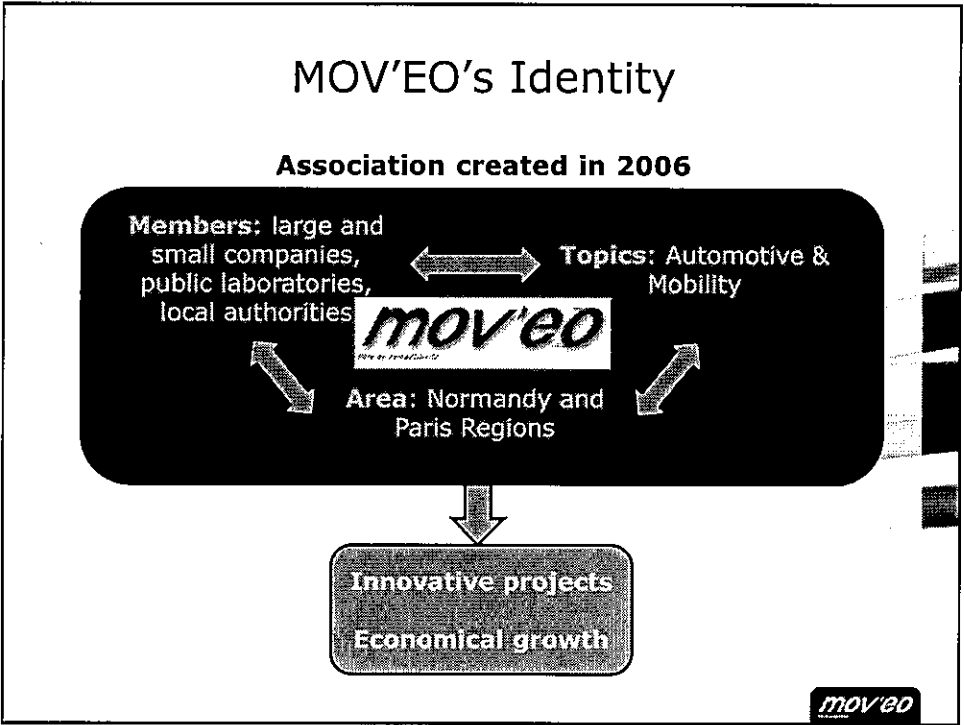 MOV'EO's Identity
Association created in 2006
Members: large and
small companies,
public laboratories,
local authorities
Topics: Automotive &
Mobility
mov'eo
Area: Normandy and
Paris Regions
Innovative projects
Economical growth
mov'eo